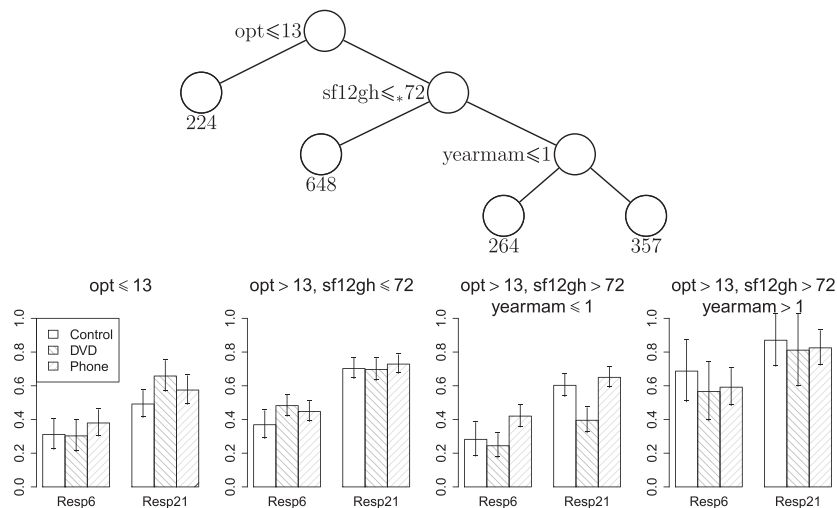 opt⩽13
sf12gh⩽*72
224
yearmam⩽1
648
264 357
opt ⩽ 13
opt > 13, sf12gh ⩽ 72
opt > 13, sf12gh > 72
yearmam ⩽ 1
opt > 13, sf12gh > 72
yearmam > 1
Control
DVD
Phone
1.0
0.8
0.6
0.4
0.2
0.0
Resp6 Resp21
1.0
0.8
0.6
0.4
0.2
0.0
Resp6 Resp21
1.0
0.8
0.6
0.4
0.2
0.0
Resp6 Resp21
1.0
0.8
0.6
0.4
0.2
0.0
Resp6 Resp21